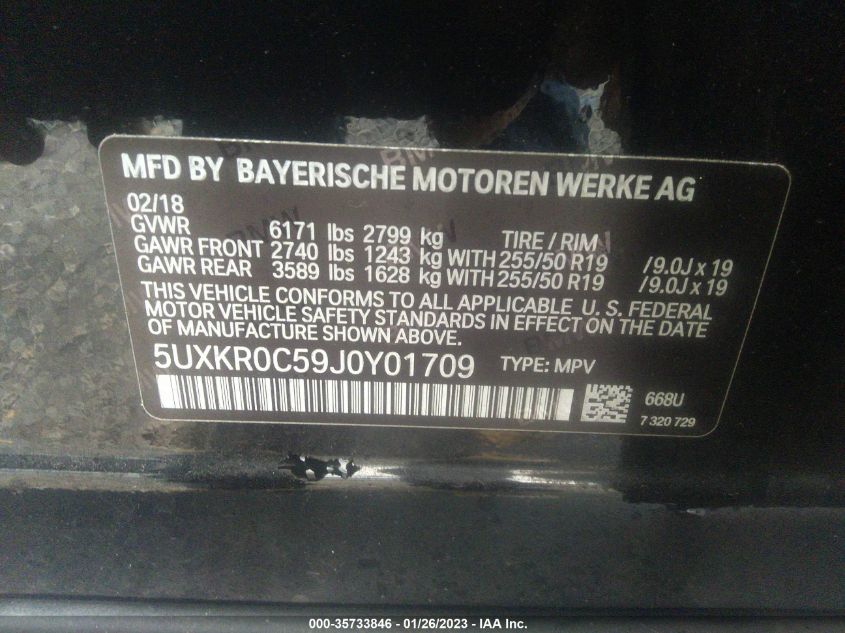 MFD BY BAYERISCHE MOTOREN WERKE AG
02/18
GVWR 6171 lbs 2799 kg TIRE / RIM
GAWR FRONT 2740 lbs 1243 kg WITH 255/50 R19 /9.0J x 19
GAWR REAR 3589 lbs 1628 kg WITH 255/50 R19 /9.0J x 19
THIS VEHICLE CONFORMS TO ALL APPLICABLE U. S. FEDERAL
MOTOR VEHICLE SAFETY STANDARDS IN EFFECT ON THE DATE
OF MANUFACTURE SHOWN ABOVE.
5UXKR0C59J0Y01709 TYPE: MPV
668U
7 320 729
000-35733846 - 01/26/2023 - IAA Inc.